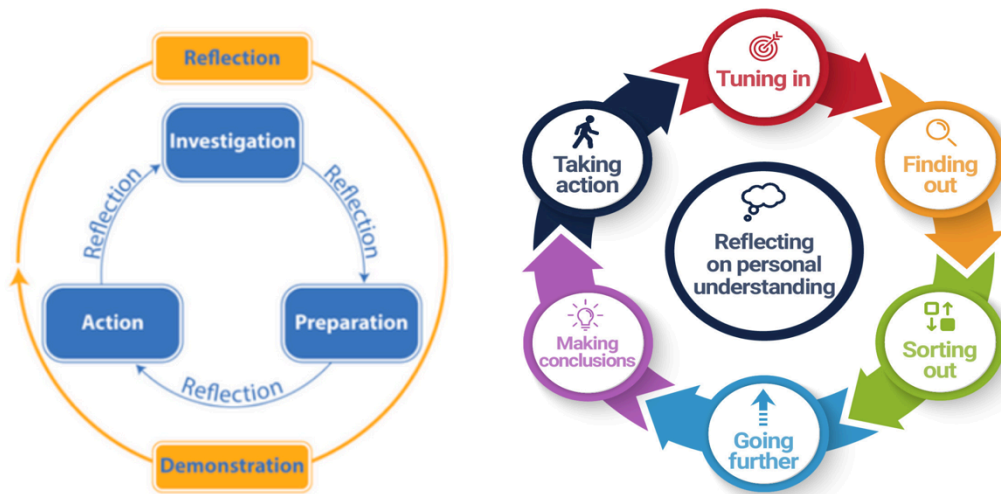 Reflection
Investigation
Reflection
Reflection
Action
Preparation
Reflection
Demonstration
Tuning in
Finding
out
Sorting
out
Going
further
Making
conclusions
Taking
action
Reflecting
on personal
understanding